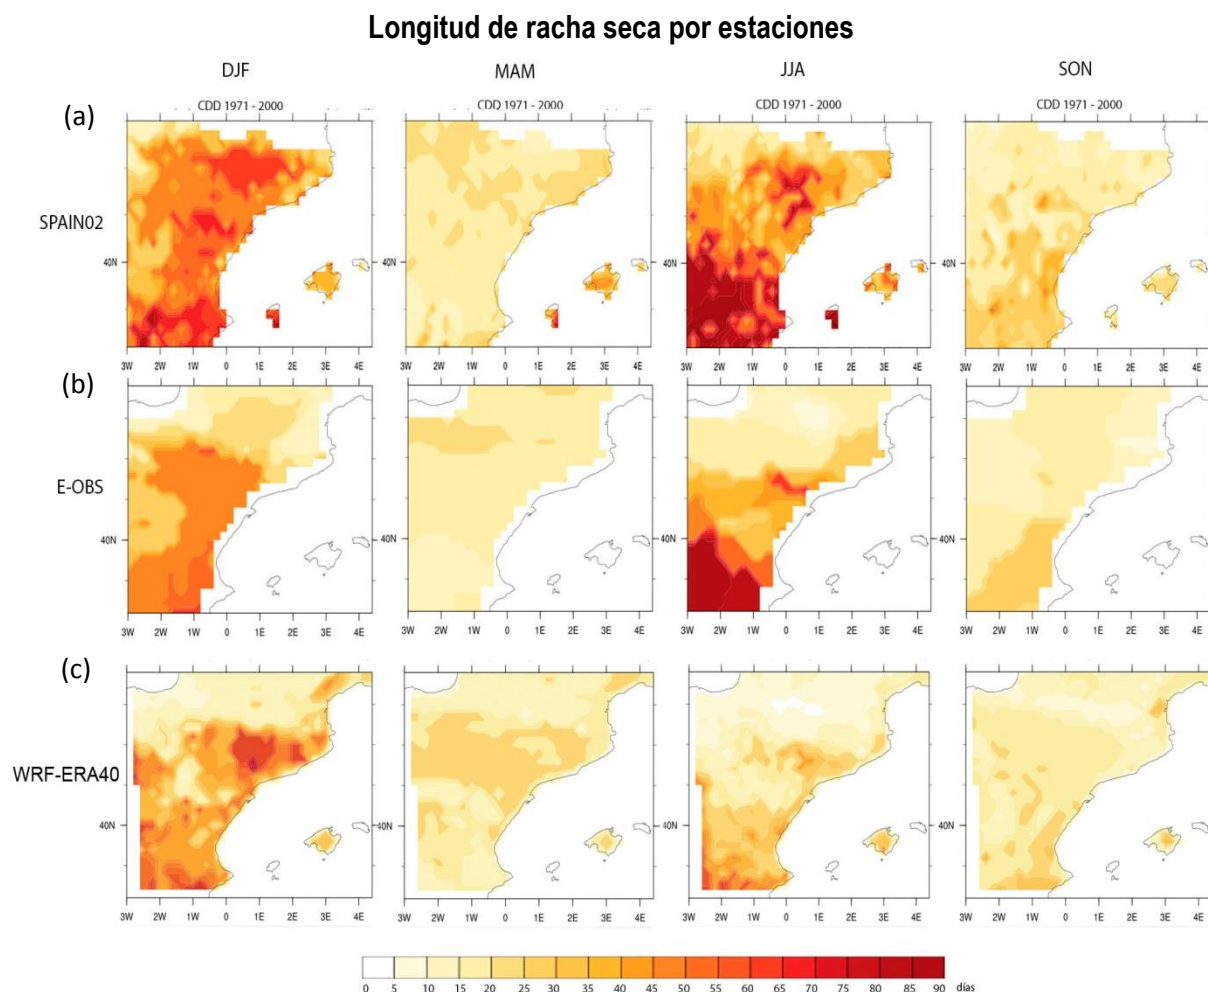 Longitud de racha seca por estaciones
DJF MAM JJA SON
(a)
CDD 1971 - 2000 CDD 1971 - 2000 CDD 1971 - 2000 CDD 1971 - 2000
SPAIN02
40N 40N 40N
3W 2W 1W 0 1E 2E 3E 4E 3W 2W 1W 0 1E 2E 3E 4E 3W 2W 1W 0 1E 2E 3E 4E 3W 2W 1W 0 1E 2E 3E 4E
(b)
E-OBS
40N 40N 40N 40N
3W 2W 1W 0 1E 2E 3E 4E 3W 2W 1W 0 1E 2E 3E 4E 3W 2W 1W 0 1E 2E 3E 4E 3W 2W 1W 0 1E 2E 3E 4E
(c)
WRF-ERA40
40N 40N 40N 40N
3W 2W 1W 0 1E 2E 3E 4E 3W 2W 1W 0 1E 2E 3E 4E 3W 2W 1W 0 1E 2E 3E 4E 3W 2W 1W 0 1E 2E 3E 4E
0 5 10 15 20 25 30 35 40 45 50 55 60 65 70 75 80 85 90 días